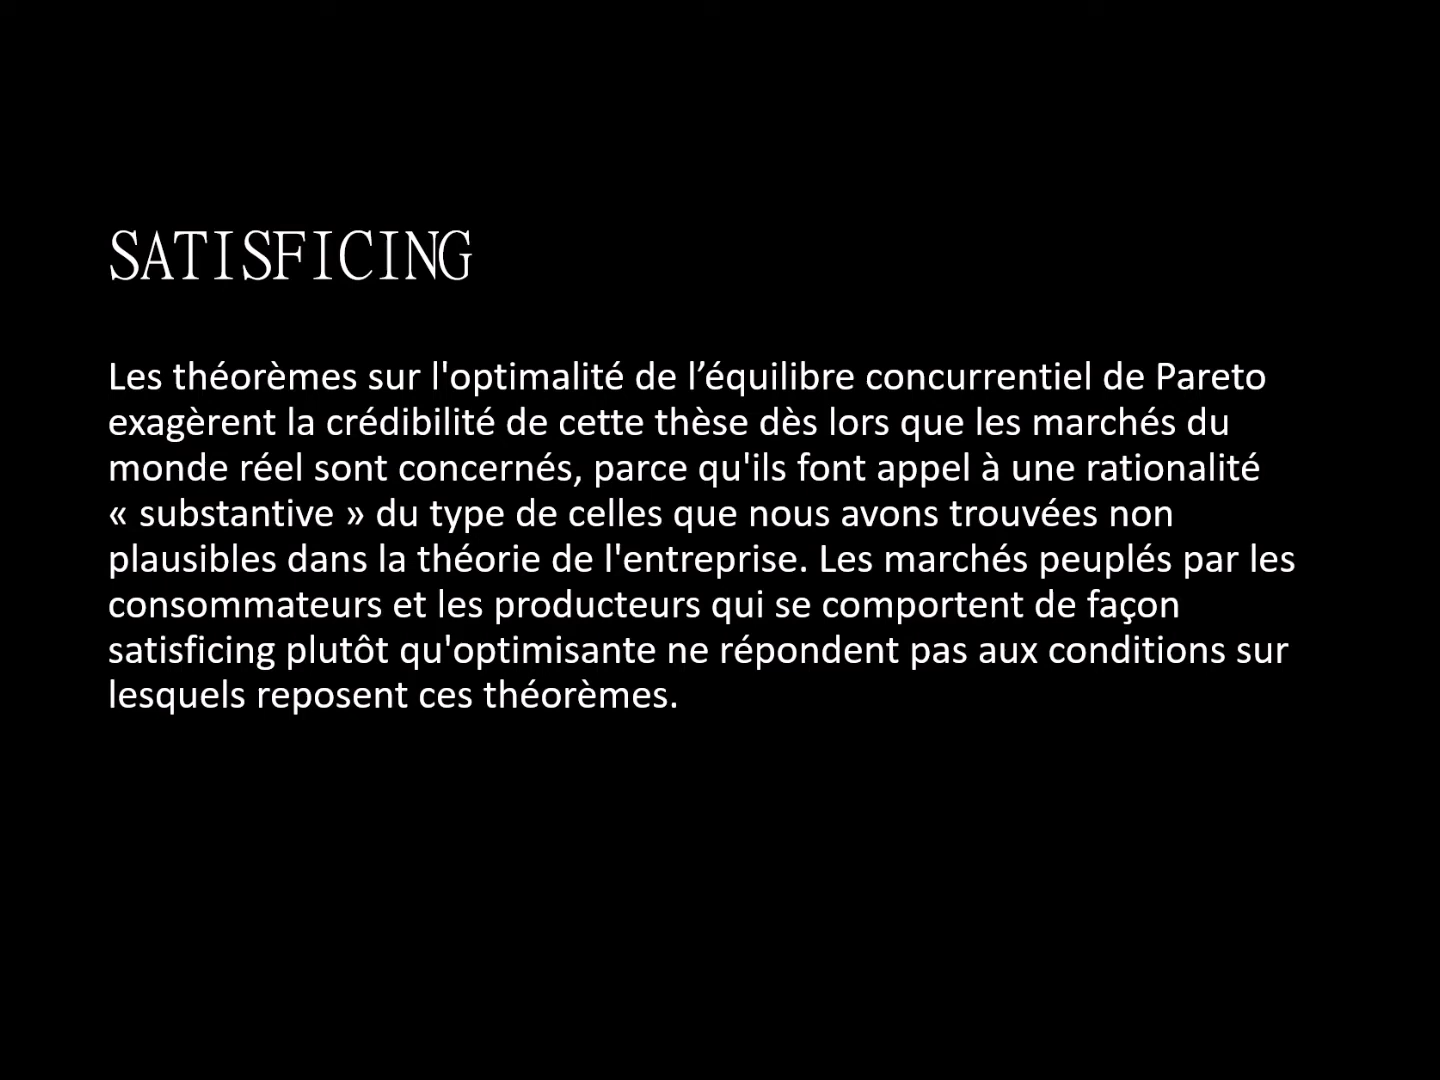 SATISFICING
Les théorèmes sur l'optimalité de l’équilibre concurrentiel de Pareto
exagèrent la crédibilité de cette thèse dès lors que les marchés du
monde réel sont concernés, parce qu'ils font appel à une rationalité
« substantive » du type de celles que nous avons trouvées non
plausibles dans la théorie de l'entreprise. Les marchés peuplés par les
consommateurs et les producteurs qui se comportent de façon
satisficing plutôt qu'optimisante ne répondent pas aux conditions sur
lesquels reposent ces théorèmes.